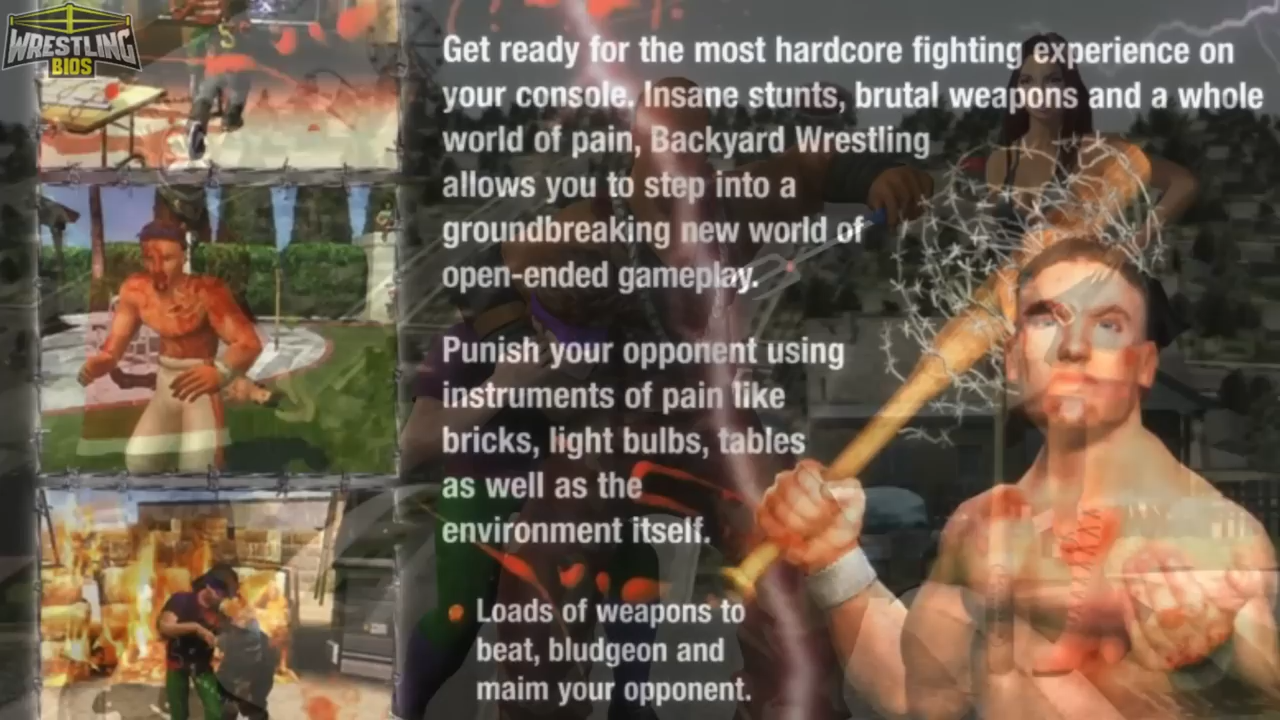 WRESTLING
BIOS
Get ready for the most hardcore fighting experience on
your console. Insane stunts, brutal weapons and a whole
world of pain, Backyard Wrestling
allows you to step into a
groundbreaking new world of
open-ended gameplay.
Punish your opponent using
instruments of pain like
bricks, light bulbs, tables
as well as the
environment itself.
Loads of weapons to
beat, bludgeon and
maim your opponent.